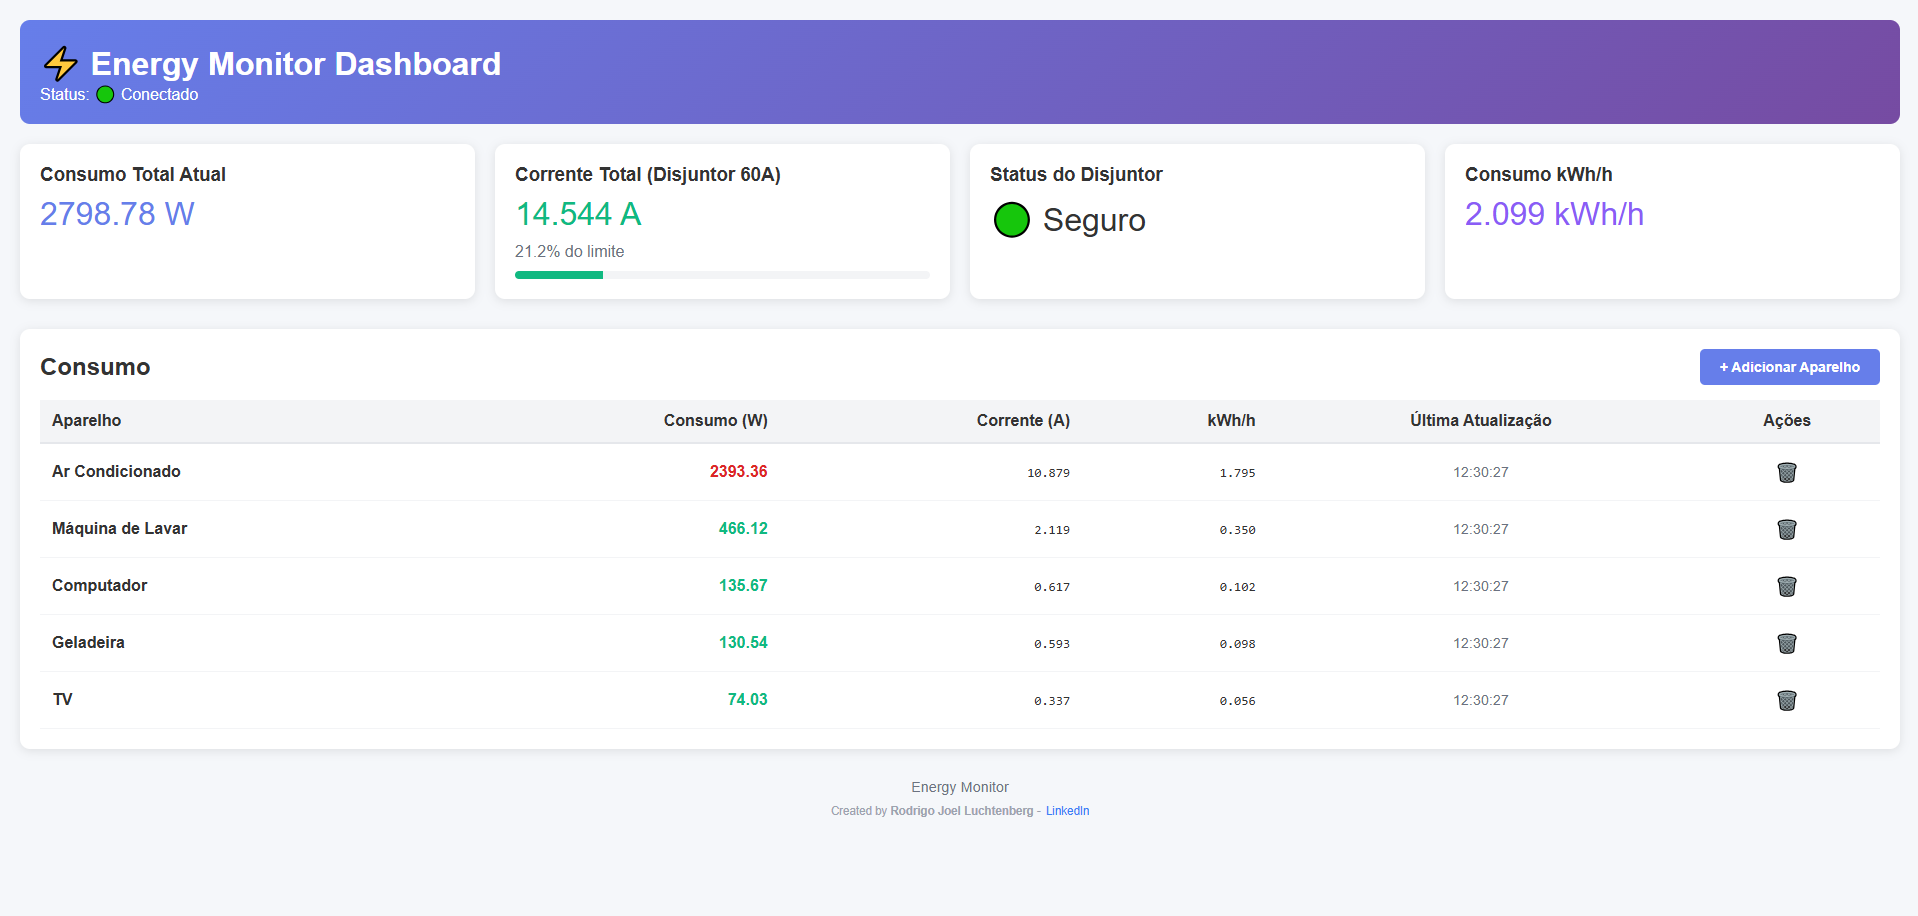 ⚡ Energy Monitor Dashboard
Status: 🟢 Conectado
Consumo Total Atual
2798.78 W
Corrente Total (Disjuntor 60A)
14.544 A
21.2% do limite
Status do Disjuntor
🟢 Seguro
Consumo kWh/h
2.099 kWh/h
Consumo
+ Adicionar Aparelho
Aparelho Consumo (W) Corrente (A) kWh/h Última Atualização Ações
Ar Condicionado 2393.36 10.879 1.795 12:30:27
Máquina de Lavar 466.12 2.119 0.350 12:30:27
Computador 135.67 0.617 0.102 12:30:27
Geladeira 130.54 0.593 0.098 12:30:27
TV 74.03 0.337 0.056 12:30:27
Energy Monitor
Created by Rodrigo Joel Luchtenberg - LinkedIn